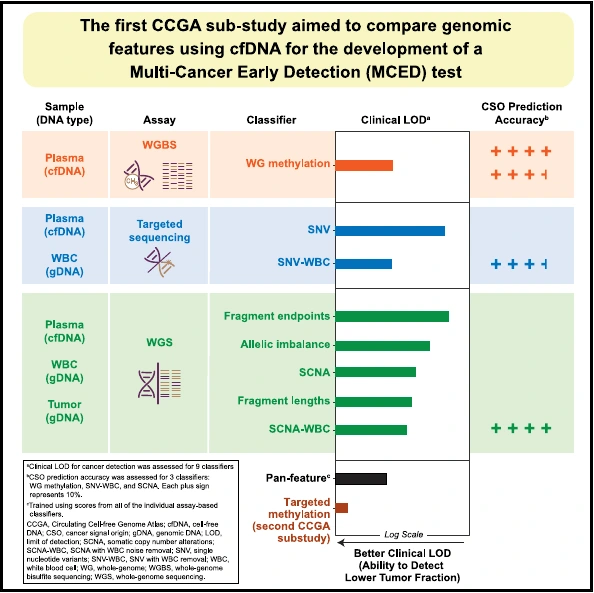 The first CCGA sub-study aimed to compare genomic
features using cfDNA for the development of a
Multi-Cancer Early Detection (MCED) test
Sample
(DNA type)
Assay
Classifier
Clinical LODᵃ
CSO Prediction
Accuracyᵇ
Plasma
(cfDNA)
WGBS
CH₃
WG methylation
+ + + +
+ + + +
Plasma
(cfDNA)
WBC
(gDNA)
Targeted
sequencing
SNV
SNV-WBC
+ + + +
Plasma
(cfDNA)
WBC
(gDNA)
Tumor
(gDNA)
WGS
Fragment endpoints
Allelic imbalance
SCNA
Fragment lengths
SCNA-WBC
+ + + +
Pan-featureᶜ
Targeted
methylation
(second CCGA
substudy)
Log Scale
Better Clinical LOD
(Ability to Detect
Lower Tumor Fraction)
ᵃClinical LOD for cancer detection was assessed for 9 classifiers
ᵇCSO prediction accuracy was assessed for 3 classifiers:
WG methylation, SNV-WBC, and SCNA. Each plus sign
represents 10%.
ᶜTrained using scores from all of the individual assay-based
classifiers.
CCGA, Circulating Cell-free Genome Atlas; cfDNA, cell-free
DNA; CSO, cancer signal origin; gDNA, genomic DNA; LOD,
limit of detection; SCNA, somatic copy number alterations;
SCNA-WBC, SCNA with WBC noise removal; SNV, single
nucleotide variants; SNV-WBC, SNV with WBC removal; WBC,
white blood cell; WG, whole-genome; WGBS, whole-genome
bisulfite sequencing; WGS, whole-genome sequencing.